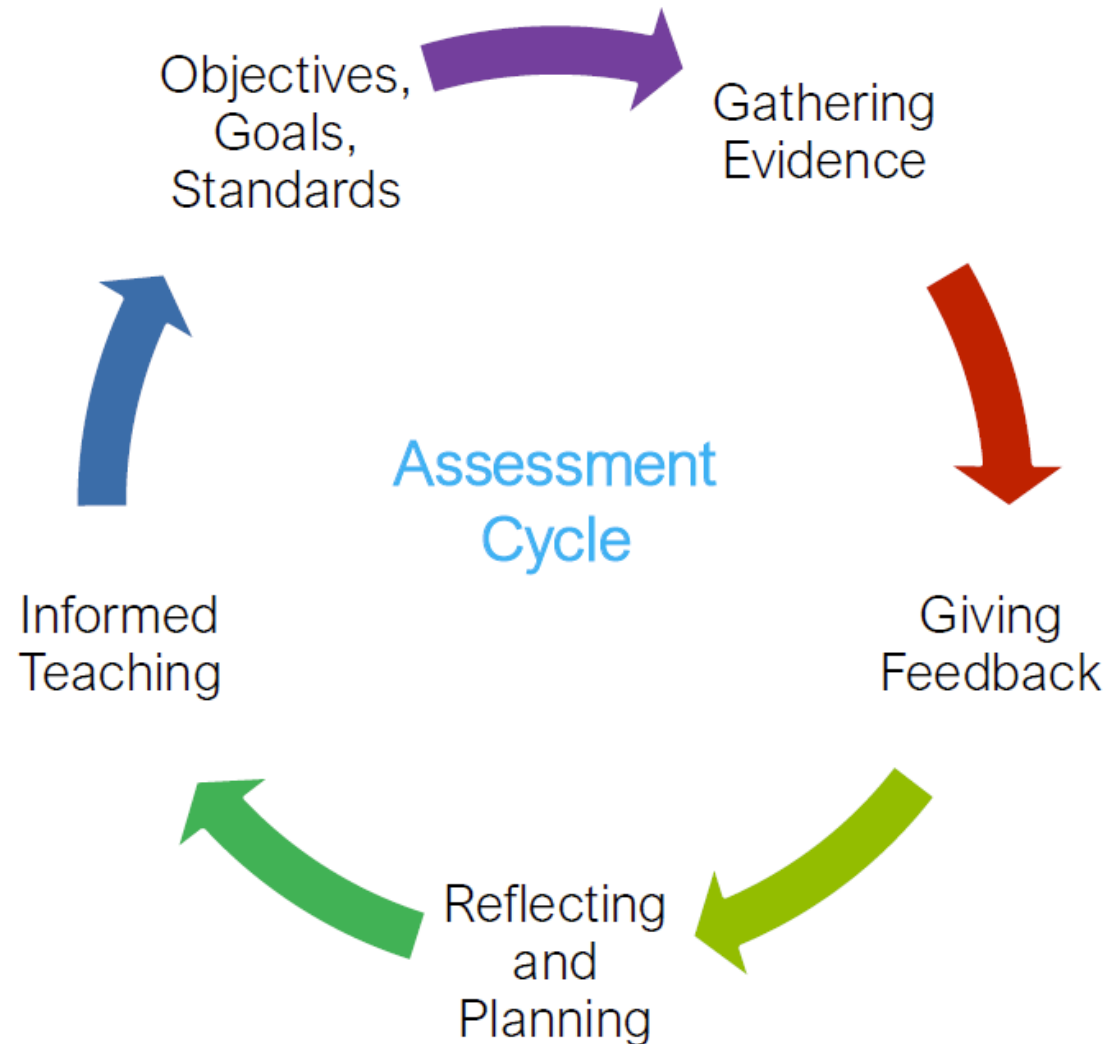 Objectives,
Goals,
Standards
Gathering
Evidence
Assessment
Cycle
Informed
Teaching
Giving
Feedback
Reflecting
and
Planning